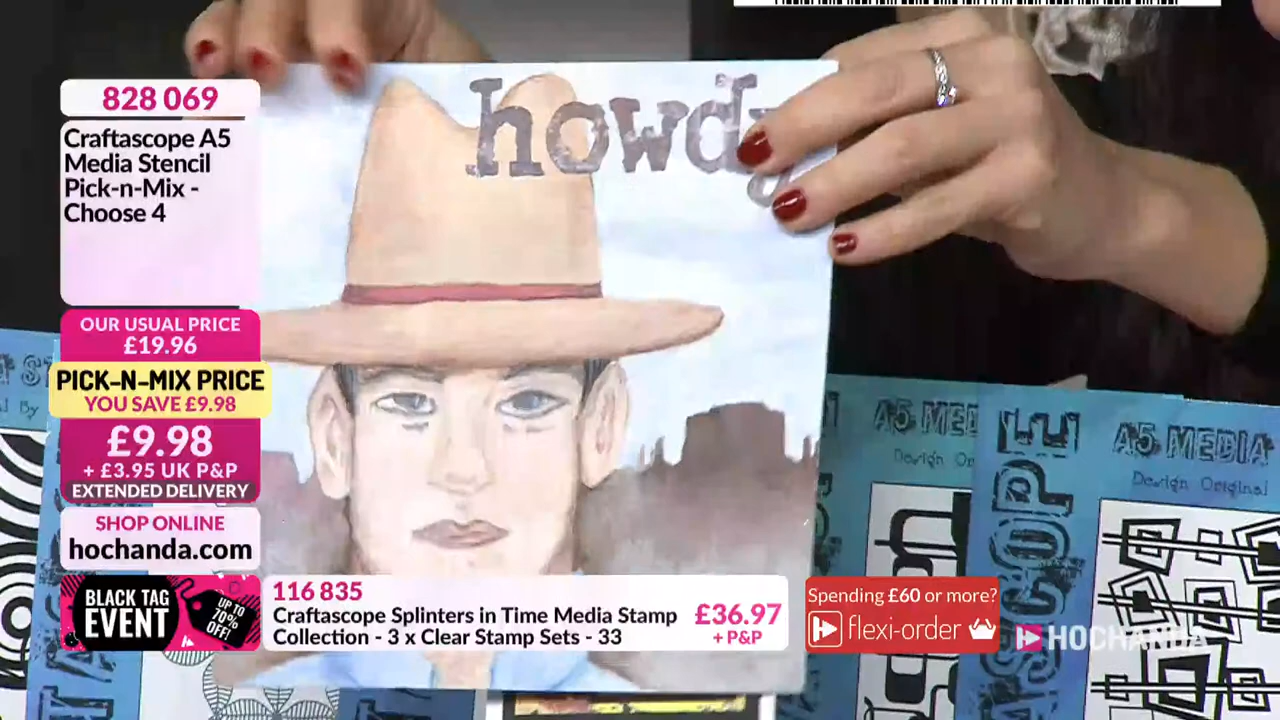 howdy
828 069
Craftascope A5
Media Stencil
Pick-n-Mix -
Choose 4
OUR USUAL PRICE
£19.96
PICK-N-MIX PRICE
YOU SAVE £9.98
£9.98
+ £3.95 UK P&P
EXTENDED DELIVERY
SHOP ONLINE
hochanda.com
BLACK TAG
EVENT
UP TO
70%
OFF!
116 835
Craftascope Splinters in Time Media Stamp
Collection - 3 x Clear Stamp Sets - 33
£36.97
+ P&P
Spending £60 or more?
flexi-order
HOCHANDA
A5 MED
Design Or
A5 MEDIA
Design Original